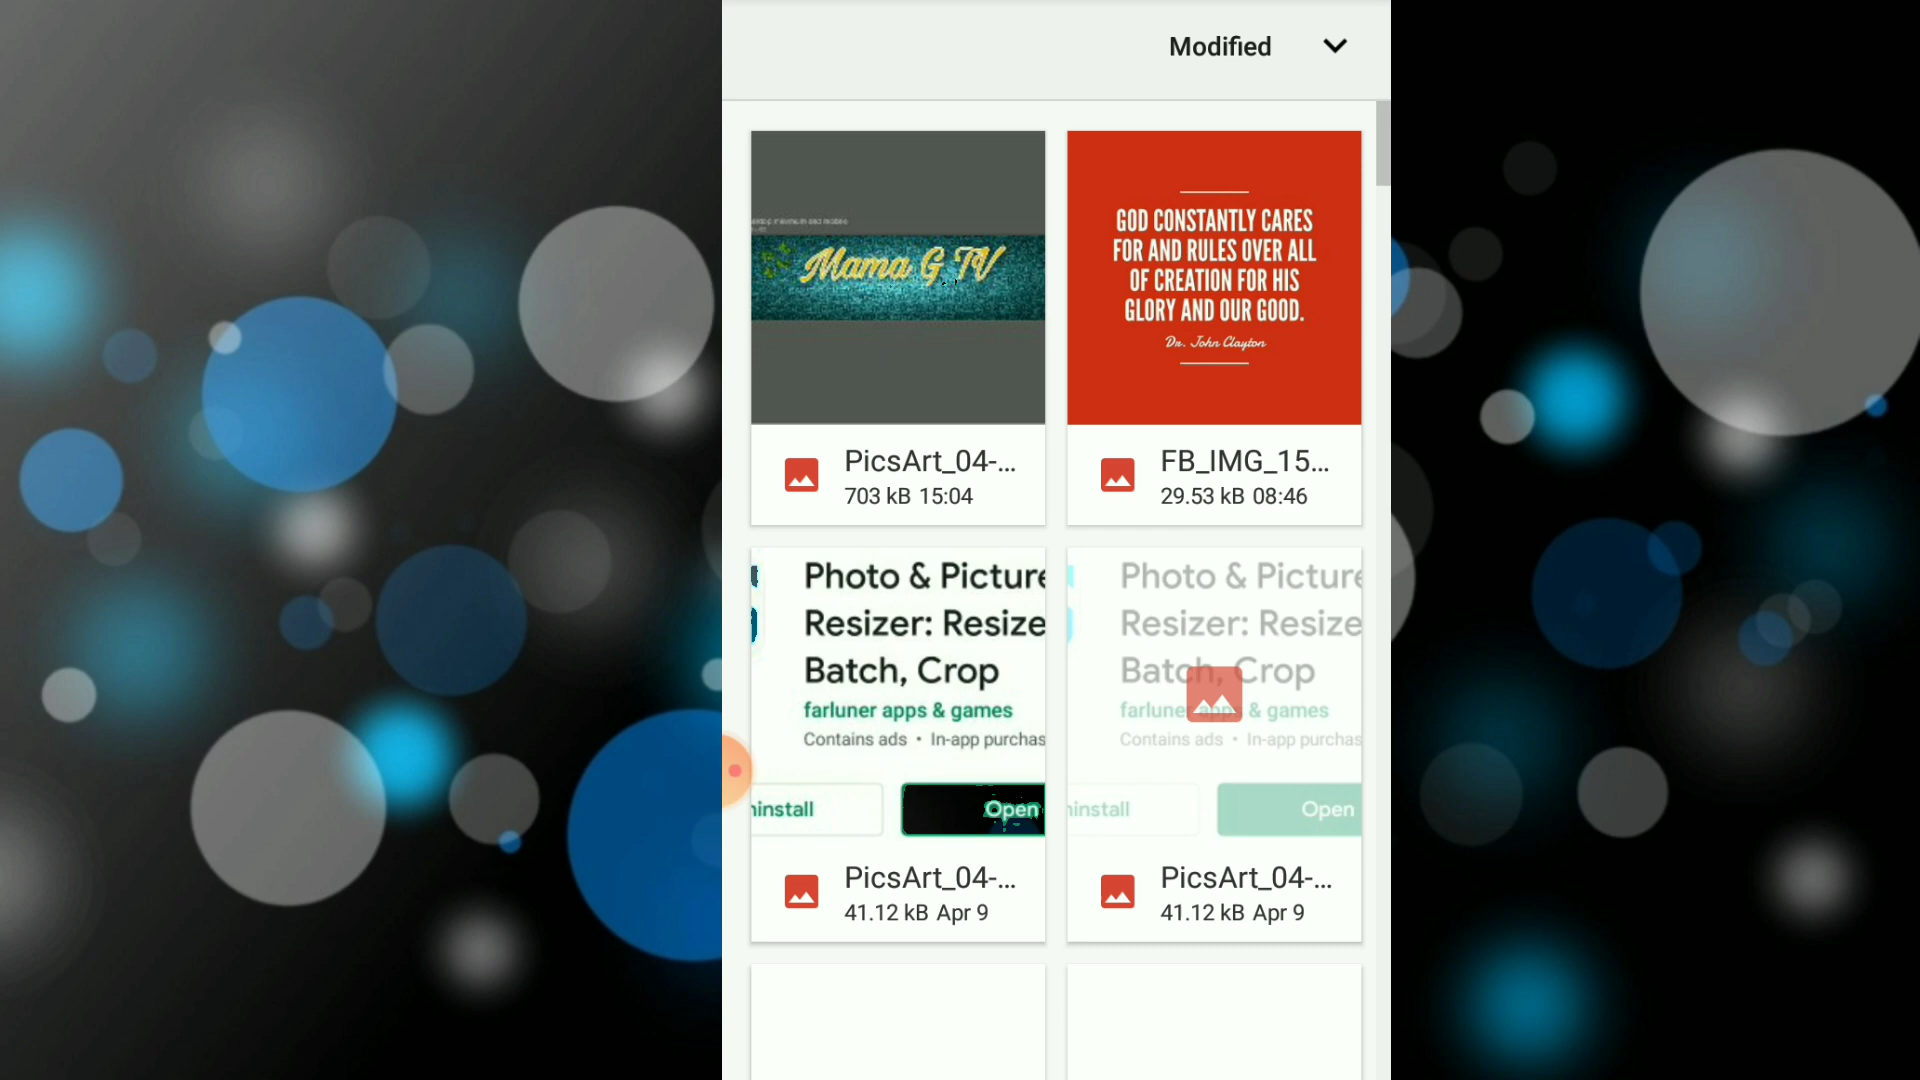 Modified
Mama G TV
PicsArt_04-...
703 kB 15:04
GOD CONSTANTLY CARES
FOR AND RULES OVER ALL
OF CREATION FOR HIS
GLORY AND OUR GOOD.
Dr. John Clayton
FB_IMG_15...
29.53 kB 08:46
Photo & Picture
Resizer: Resize
Batch, Crop
farluner apps & games
Contains ads • In-app purchas
ninstall
Open
PicsArt_04-...
41.12 kB Apr 9
Photo & Picture
Resizer: Resize
Batch, Crop
farluner apps & games
Contains ads • In-app purchas
ninstall
Open
PicsArt_04-...
41.12 kB Apr 9